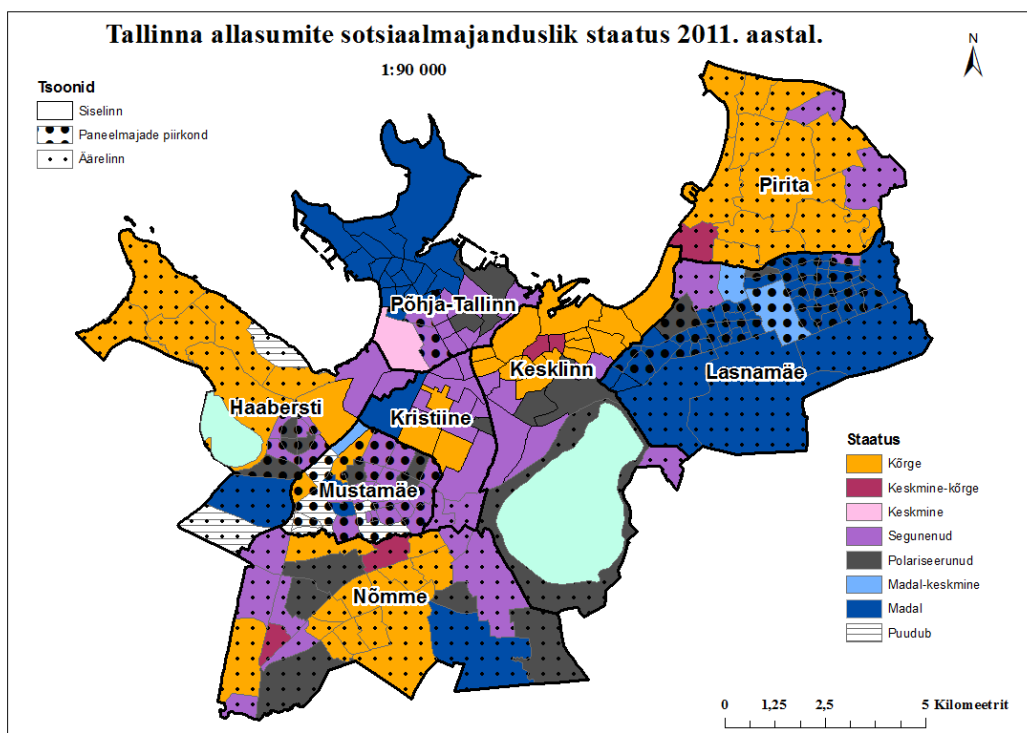 Tallinna allasumite sotsiaalmajanduslik staatus 2011. aastal.
1:90 000
N
Tsoonid
Siselinn
Paneelmajade piirkond
Äärelinn
Pirita
Põhja-Tallinn
Kesklinn
Lasnamäe
Haabersti
Kristiine
Mustamäe
Nõmme
Staatus
Kõrge
Keskmine-kõrge
Keskmine
Segunenud
Polariseerunud
Madal-keskmine
Madal
Puudub
0 1,25 2,5 5 Kilomeetrit